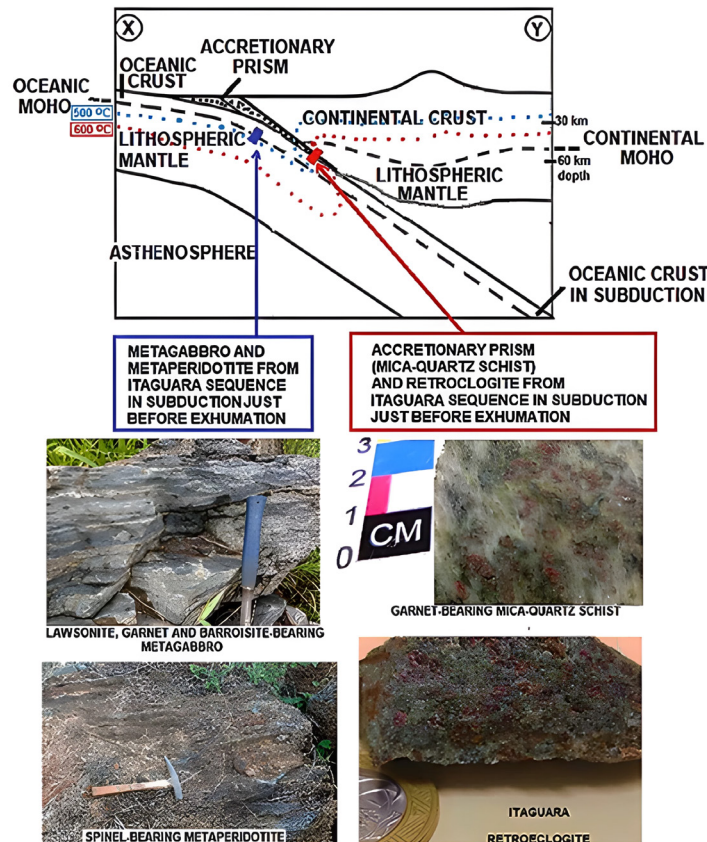 X
Y
ACCRETIONARY
PRISM
OCEANIC
CRUST
OCEANIC
MOHO
500 ºC
600 ºC
CONTINENTAL CRUST
30 km
CONTINENTAL
MOHO
60 km
depth
LITHOSPHERIC
MANTLE
LITHOSPHERIC
MANTLE
ASTHENOSPHERE
OCEANIC CRUST
IN SUBDUCTION
METAGABBRO AND
METAPERIDOTITE FROM
ITAGUARA SEQUENCE
IN SUBDUCTION JUST
BEFORE EXHUMATION
ACCRETIONARY PRISM
(MICA-QUARTZ SCHIST)
AND RETROCLOGITE FROM
ITAGUARA SEQUENCE IN SUBDUCTION
JUST BEFORE EXHUMATION
3
2
1
0
CM
LAWSONITE, GARNET AND BARROISITE-BEARING
METAGABBRO
GARNET-BEARING MICA-QUARTZ SCHIST
SPINEL-BEARING METAPERIDOTITE
ITAGUARA
RETROECLOGITE